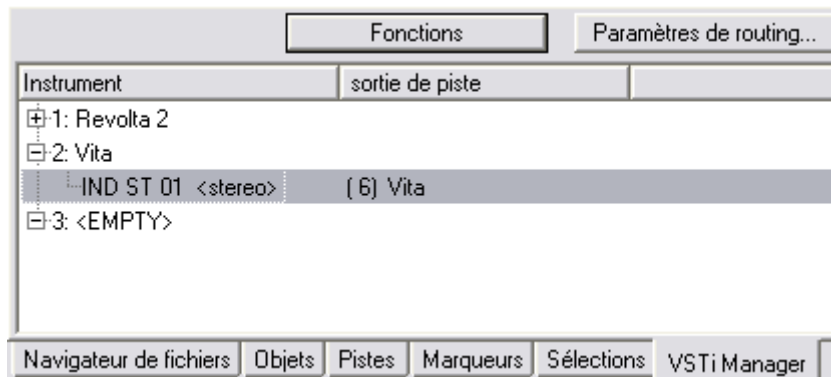 Fonctions Paramètres de routing...
Instrument sortie de piste
1: Revolta 2
2: Vita
IND ST 01 <stereo> ( 6) Vita
3: <EMPTY>
Navigateur de fichiers Objets Pistes Marqueurs Sélections VSTi Manager